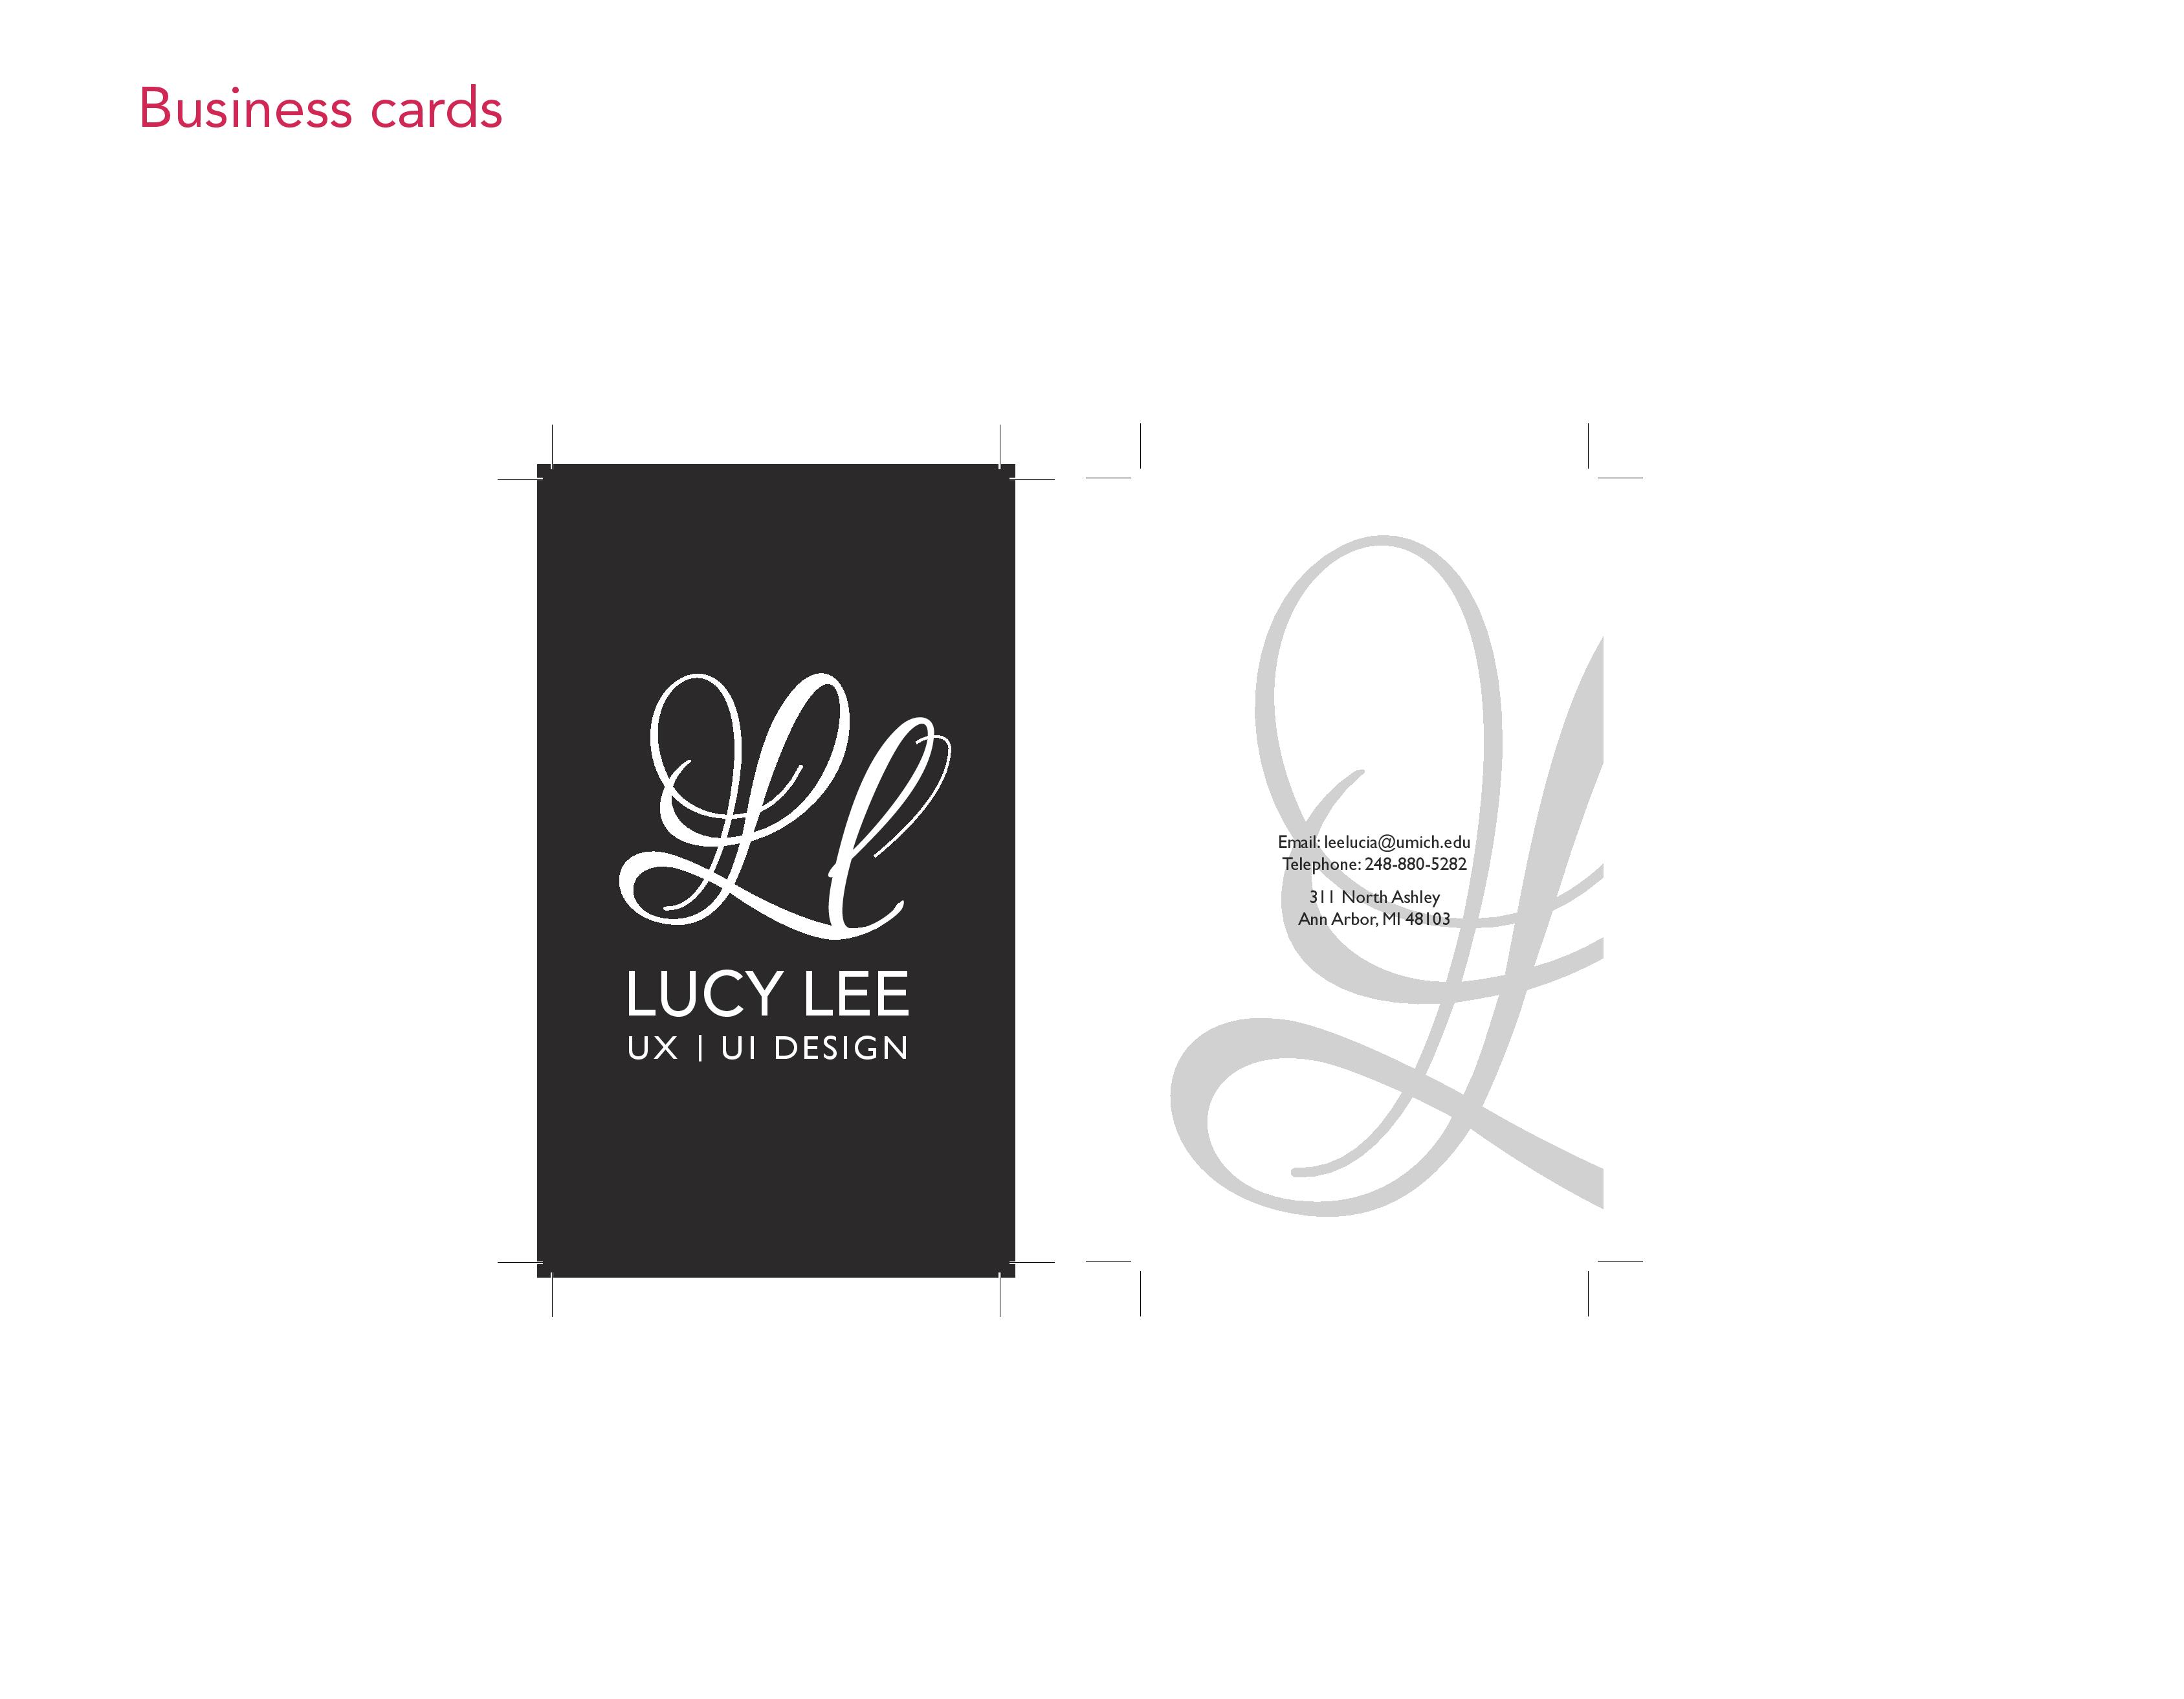 Business cards
Ll
LUCY LEE
UX | UI DESIGN
Email: leelucia@umich.edu
Telephone: 248-880-5282
311 North Ashley
Ann Arbor, MI 48103